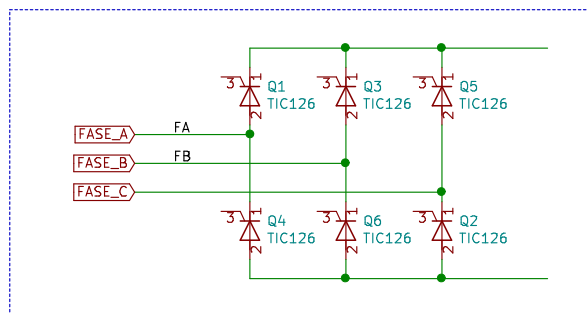 3 1 Q1 3 1 Q3 3 1 Q5
2 TIC126 2 TIC126 2 TIC126
FASE_A FA
FASE_B FB
FASE_C
3 1 Q4 3 1 Q6 3 1 Q2
2 TIC126 2 TIC126 2 TIC126